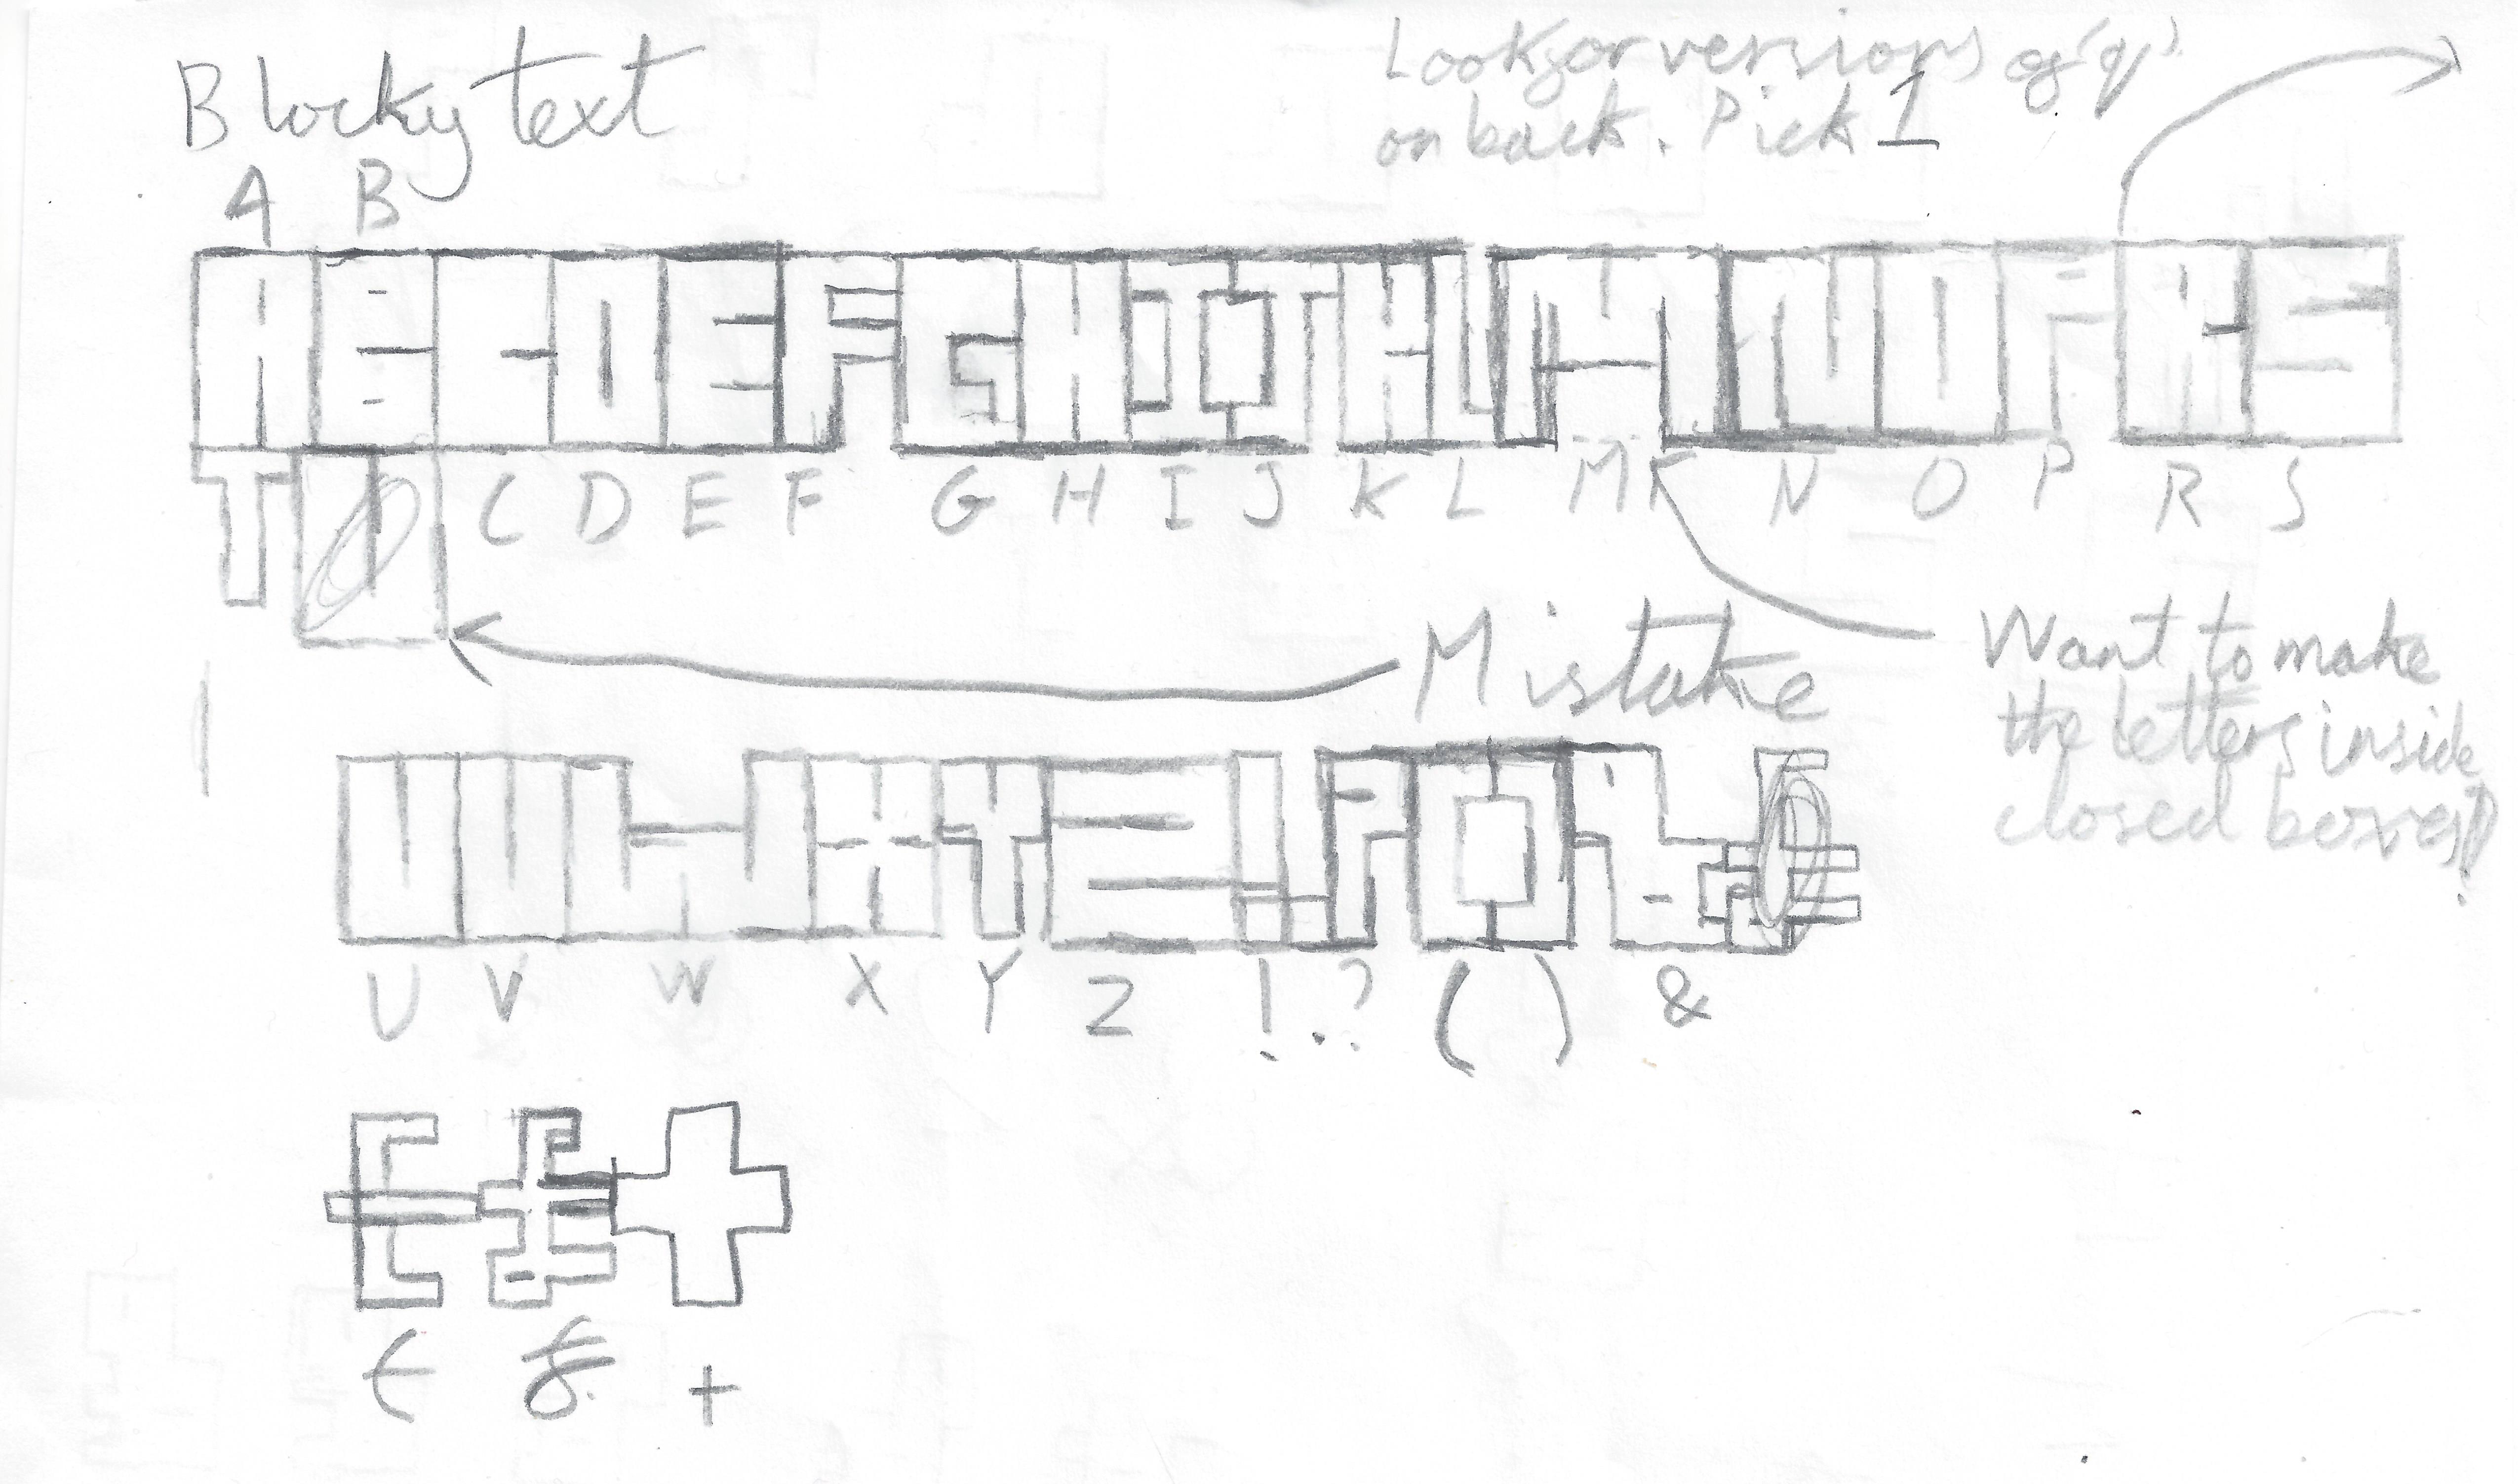 Blocky text
Look for versions of 'q'
on back. Pick 1
A B
A B C D E F G H I J K L M N O P R S
T
C D E F G H I J K L M N O P R S
Mistake
Want to make
the letters inside
closed boxes!
U V W X Y Z ! ? ( ) &
U V W X Y Z ! . ? ( ) &
+
+